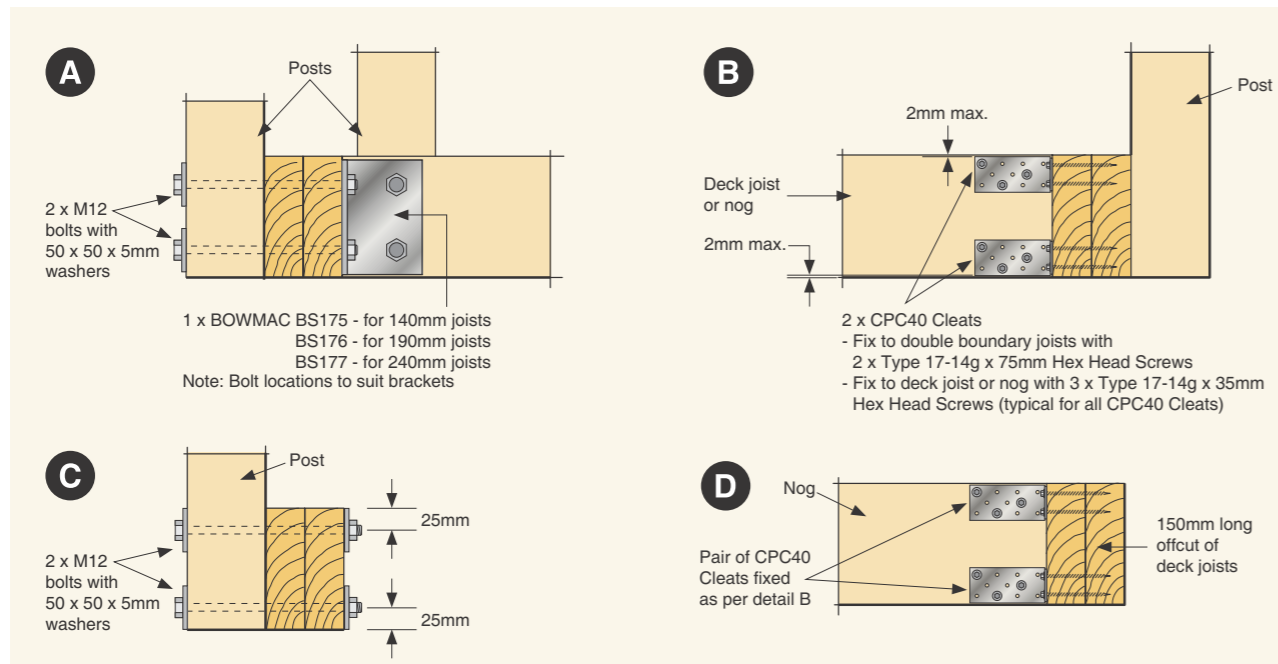 A
Posts
2 x M12
bolts with
50 x 50 x 5mm
washers
1 x BOWMAC BS175 - for 140mm joists
BS176 - for 190mm joists
BS177 - for 240mm joists
Note: Bolt locations to suit brackets
B
Post
2mm max.
Deck joist
or nog
2mm max.
2 x CPC40 Cleats
- Fix to double boundary joists with
2 x Type 17-14g x 75mm Hex Head Screws
- Fix to deck joist or nog with 3 x Type 17-14g x 35mm
Hex Head Screws (typical for all CPC40 Cleats)
C
Post
25mm
2 x M12
bolts with
50 x 50 x 5mm
washers
25mm
D
Nog
Pair of CPC40
Cleats fixed
as per detail B
150mm long
offcut of
deck joists